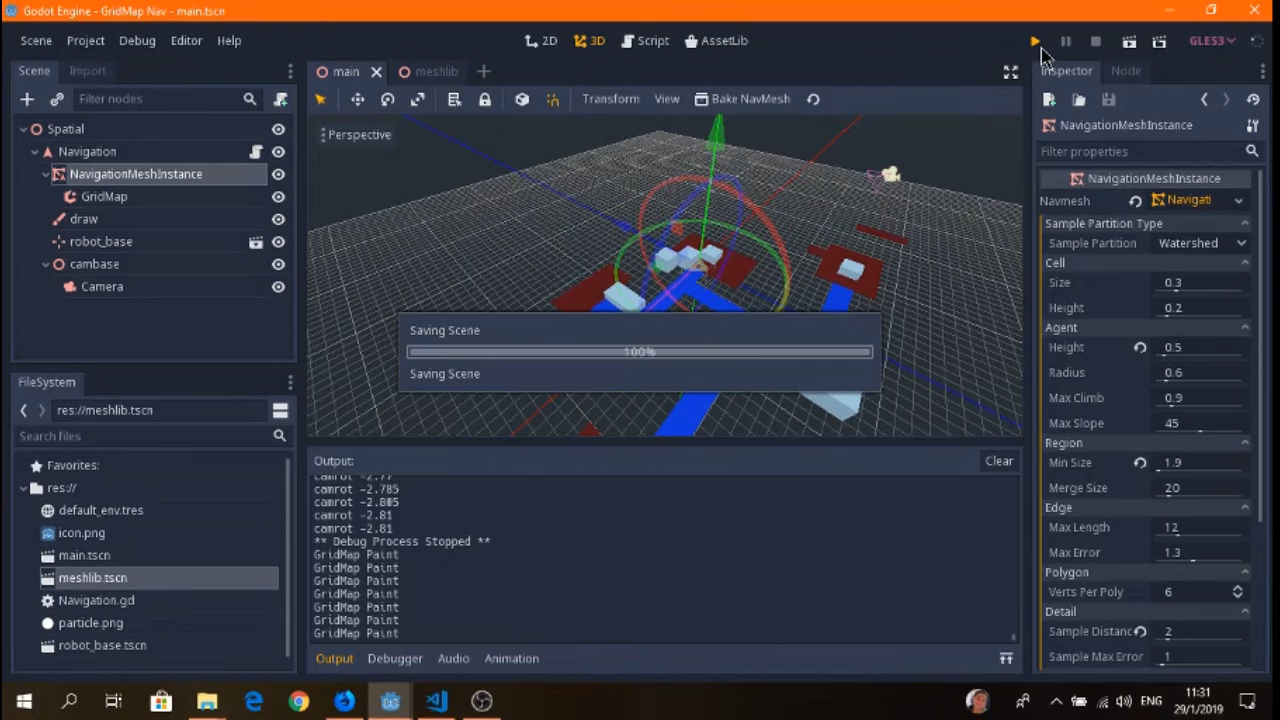 Godot Engine - GridMap Nav - main.tscn
Scene Project Debug Editor Help
2D 3D Script AssetLib
GLES3
Scene Import
main meshlib
Inspector Node
Filter nodes
Transform View Bake NavMesh
Spatial
Navigation
NavigationMeshInstance
GridMap
draw
robot_base
cambase
Camera
Perspective
Saving Scene
100%
Saving Scene
NavigationMeshInstance
Filter properties
NavigationMeshInstance
Navmesh Navigati
Sample Partition Type
Sample Partition Watershed
Cell
Size 0.3
Height 0.2
Agent
Height 0.5
Radius 0.6
Max Climb 0.9
Max Slope 45
Region
Min Size 1.9
Merge Size 20
Edge
Max Length 12
Max Error 1.3
Polygon
Verts Per Poly 6
Detail
Sample Distanc 2
Sample Max Error 1
FileSystem
res://meshlib.tscn
Search files
Favorites:
res://
default_env.tres
icon.png
main.tscn
meshlib.tscn
Navigation.gd
particle.png
robot_base.tscn
Output:
Clear
camrot -2.77
camrot -2.785
camrot -2.805
camrot -2.81
camrot -2.81
** Debug Process Stopped **
GridMap Paint
GridMap Paint
GridMap Paint
GridMap Paint
GridMap Paint
GridMap Paint
GridMap Paint
Output Debugger Audio Animation
ENG
11:31
29/1/2019